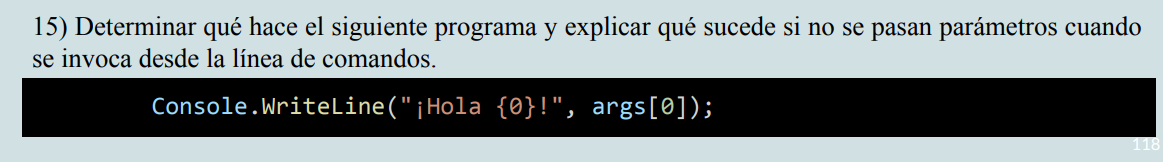 15) Determinar qué hace el siguiente programa y explicar qué sucede si no se pasan parámetros cuando
se invoca desde la línea de comandos.
Console.WriteLine("¡Hola {0}!", args[0]);
118